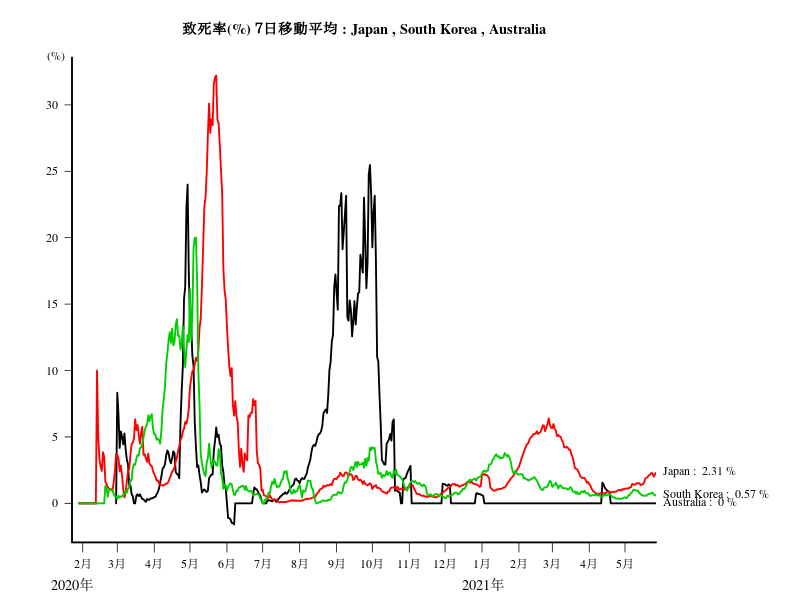 致死率(%) 7日移動平均 : Japan , South Korea , Australia
(%)
30
25
20
15
10
5
0
Japan : 2.31 %
South Korea : 0.57 %
Australia : 0 %
2月 3月 4月 5月 6月 7月 8月 9月 10月 11月 12月 1月 2月 3月 4月 5月
2020年 2021年